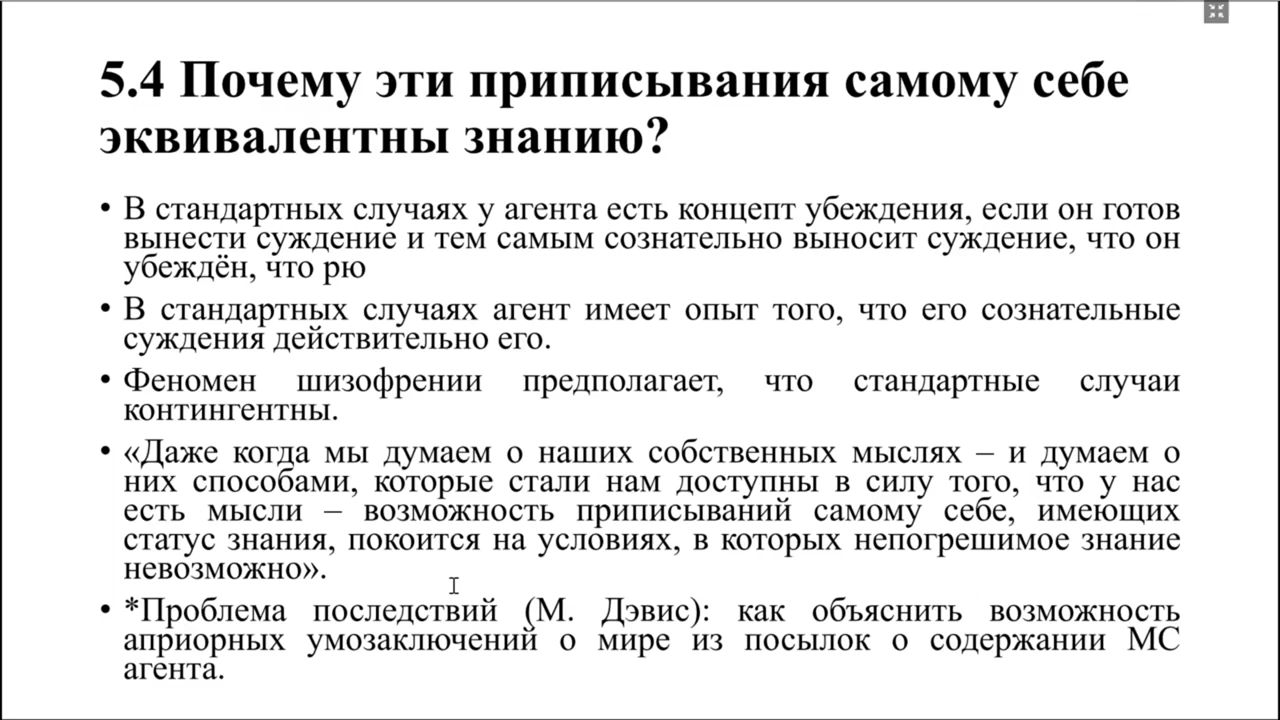 5.4 Почему эти приписывания самому себе
эквивалентны знанию?
• В стандартных случаях у агента есть концепт убеждения, если он готов
вынести суждение и тем самым сознательно выносит суждение, что он
убеждён, что рю
• В стандартных случаях агент имеет опыт того, что его сознательные
суждения действительно его.
• Феномен шизофрении предполагает, что стандартные случаи
контингентны.
• «Даже когда мы думаем о наших собственных мыслях – и думаем о
них способами, которые стали нам доступны в силу того, что у нас
есть мысли – возможность приписываний самому себе, имеющих
статус знания, покоится на условиях, в которых непогрешимое знание
невозможно».
• *Проблема последствий (М. Дэвис): как объяснить возможность
априорных умозаключений о мире из посылок о содержании МС
агента.